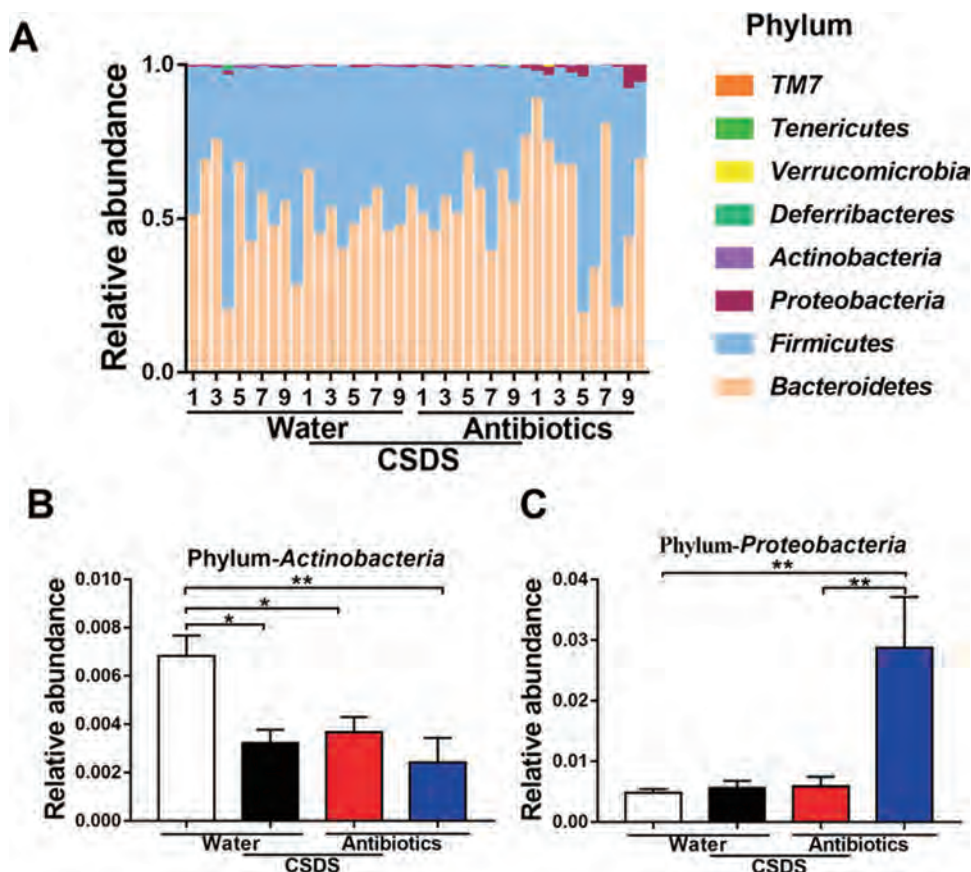 A
Phylum
TM7
Tenericutes
Verrucomicrobia
Deferribacteres
Actinobacteria
Proteobacteria
Firmicutes
Bacteroidetes
Relative abundance
1.0
0.5
0.0
1 3 5 7 9 1 3 5 7 9 1 3 5 7 9 1 3 5 7 9
Water Antibiotics
CSDS
B
Phylum-Actinobacteria
Relative abundance
0.010
0.008
0.006
0.004
0.002
0.000
**
*
*
Water Antibiotics
CSDS
C
Phylum-Proteobacteria
Relative abundance
0.04
0.03
0.02
0.01
0.00
**
**
Water Antibiotics
CSDS